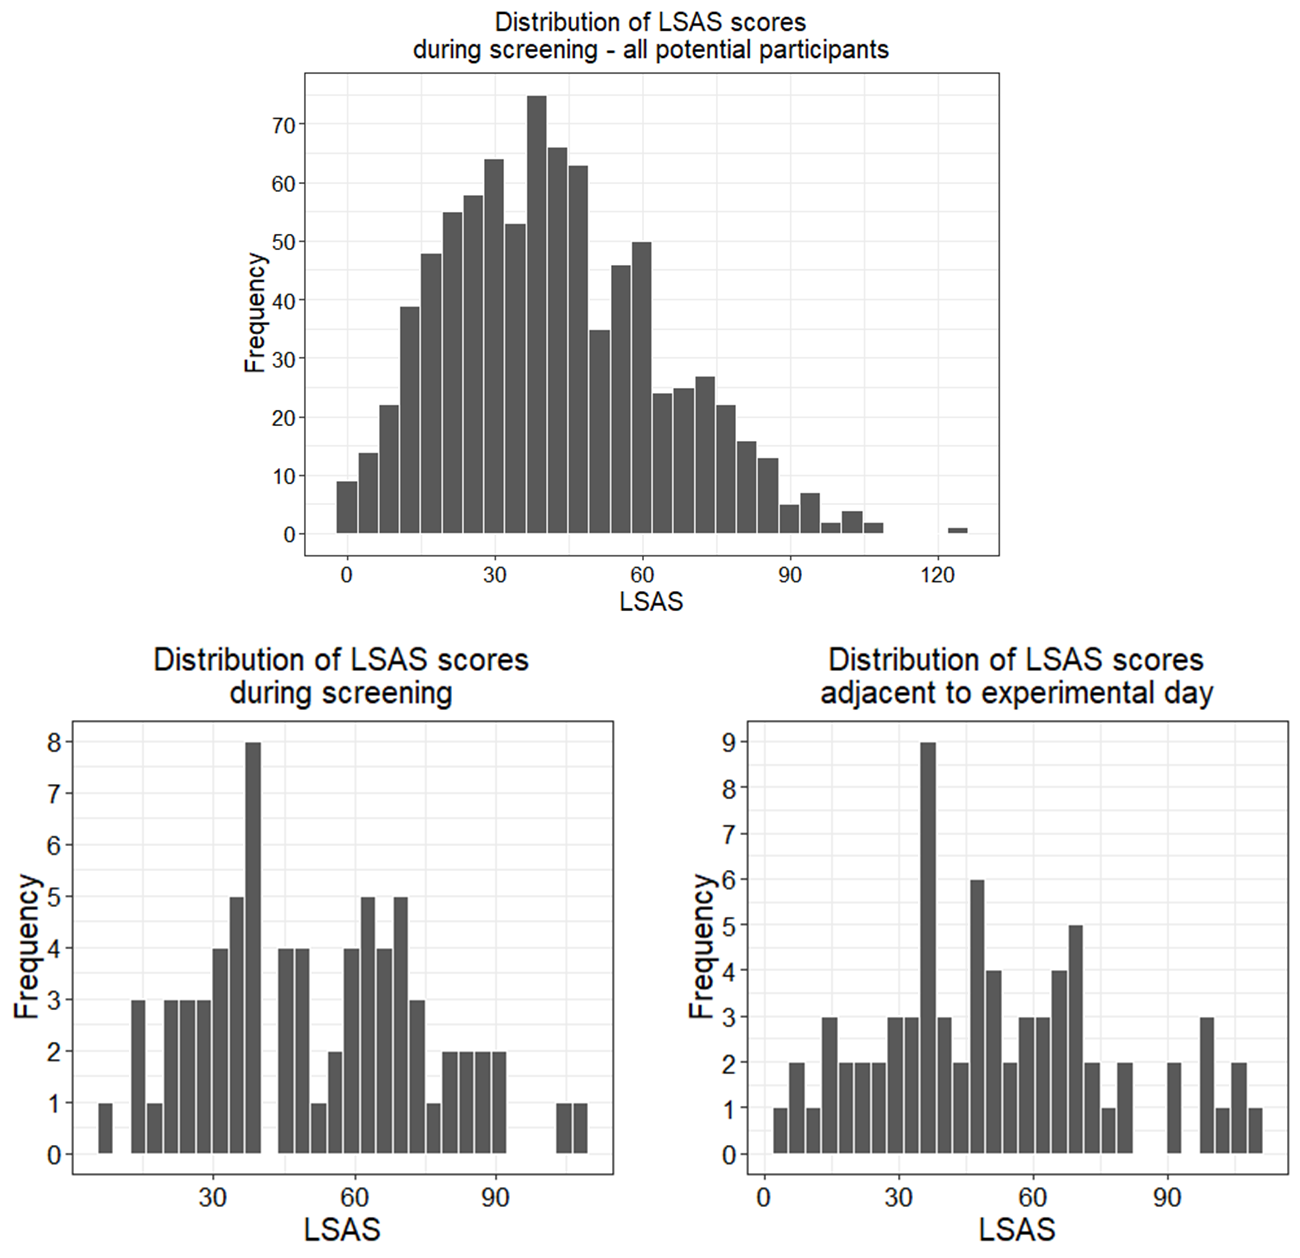 Distribution of LSAS scores
during screening - all potential participants
Frequency
70
60
50
40
30
20
10
0
0 30 60 90 120
LSAS
Distribution of LSAS scores
during screening
Frequency
8
7
6
5
4
3
2
1
0
30 60 90
LSAS
Distribution of LSAS scores
adjacent to experimental day
Frequency
9
8
7
6
5
4
3
2
1
0
0 30 60 90
LSAS